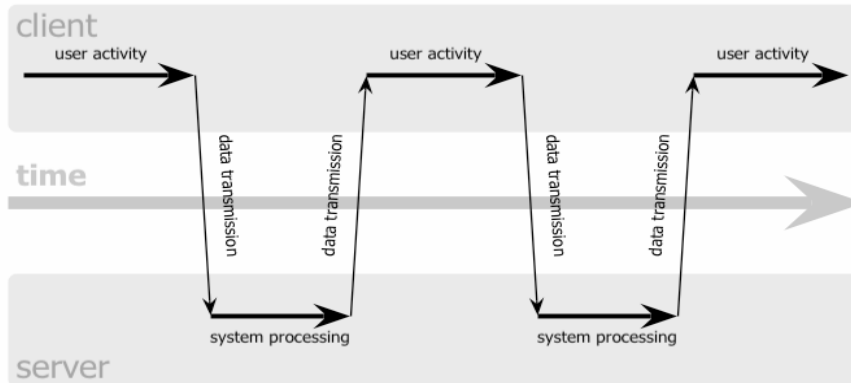 client
user activity
user activity
user activity
data transmission
data transmission
data transmission
data transmission
time
system processing
system processing
server